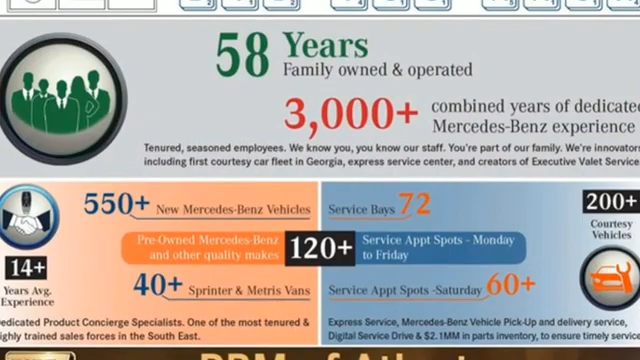 58 Years
Family owned & operated
3,000+ combined years of dedicated
Mercedes-Benz experience
Tenured, seasoned employees. We know you, you know our staff. You're part of our family. We're innovators
including first courtesy car fleet in Georgia, express service center, and creators of Executive Valet Service.
550+ New Mercedes-Benz Vehicles
Pre-Owned Mercedes-Benz
and other quality makes
120+
40+ Sprinter & Metris Vans
14+
Years Avg.
Experience
Dedicated Product Concierge Specialists. One of the most tenured &
highly trained sales forces in the South East.
Service Bays 72
Service Appt Spots - Monday
to Friday
Service Appt Spots -Saturday 60+
200+
Courtesy
Vehicles
Express Service, Mercedes-Benz Vehicle Pick-Up and delivery service,
Digital Service Drive & $2.1MM in parts inventory, to ensure timely service